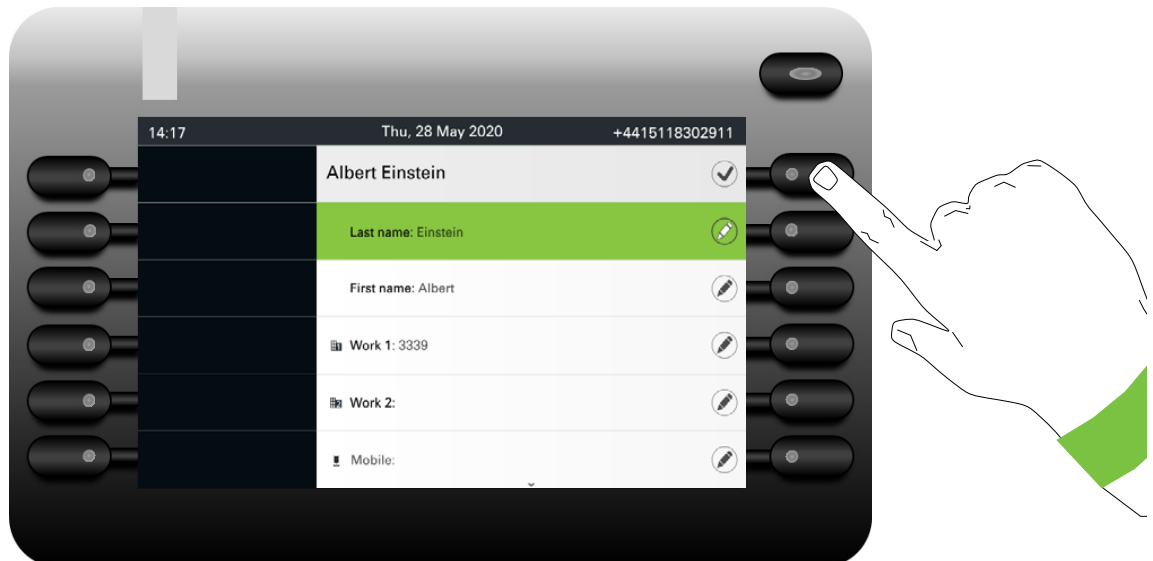 14:17 Thu, 28 May 2020 +4415118302911
Albert Einstein
Last name: Einstein
First name: Albert
Work 1: 3339
Work 2:
Mobile: